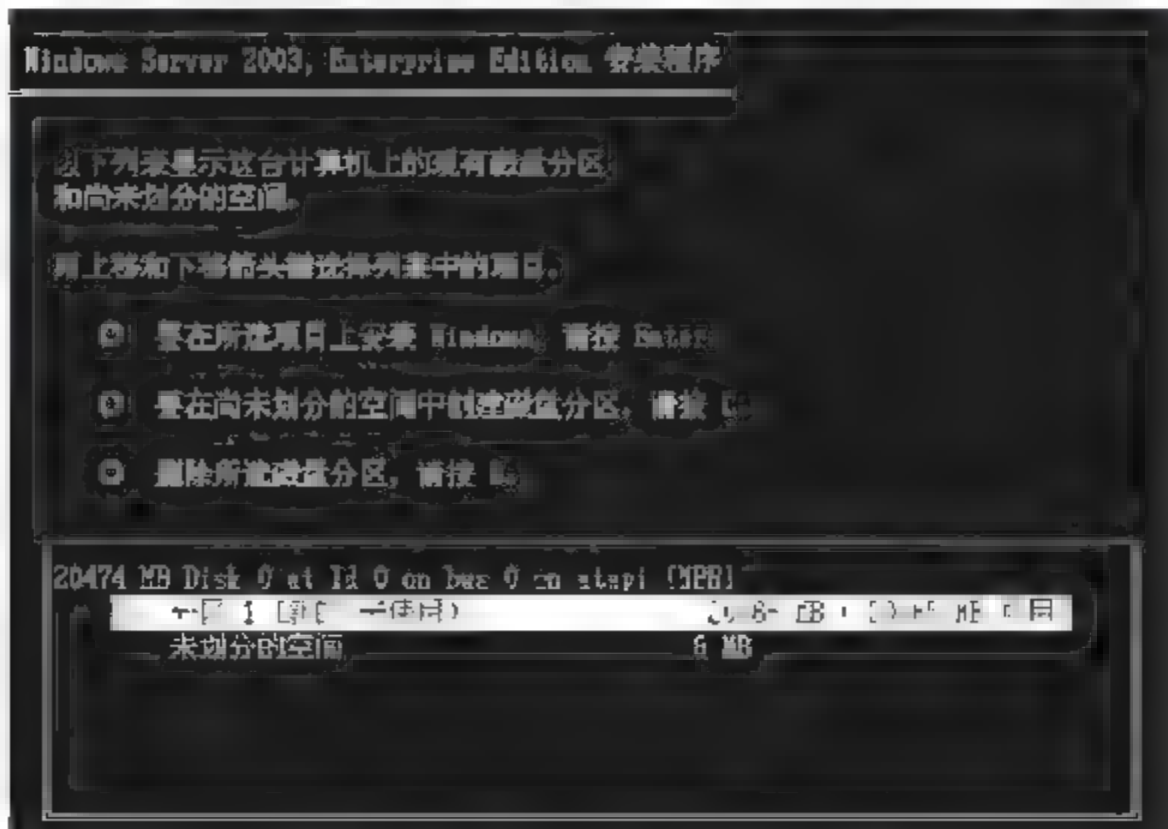 Windows Server 2003, Enterprise Edition 安装程序
以下列表显示这台计算机上的现有磁盘分区
和尚未划分的空间。
用上移和下移箭头键选择列表中的项目。
要在所选项目上安装 Windows, 请按 Enter
要在尚未划分的空间中创建磁盘分区, 请按
删除所选磁盘分区, 请按
20474 MB Disk 0 at Id 0 on bus 0 on atapi [MBR]
未划分的空间 8 MB